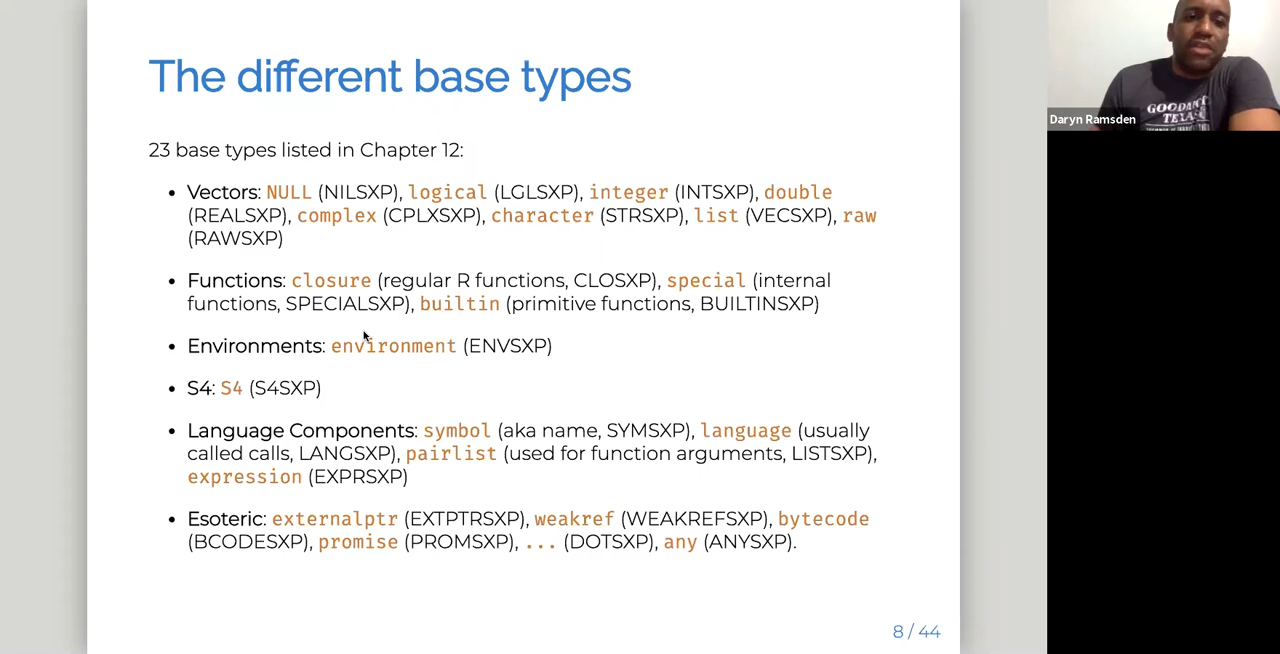 The different base types
23 base types listed in Chapter 12:
• Vectors: NULL (NILSXP), logical (LGLSXP), integer (INTSXP), double
(REALSXP), complex (CPLXSXP), character (STRSXP), list (VECSXP), raw
(RAWSXP)
• Functions: closure (regular R functions, CLOSXP), special (internal
functions, SPECIALSXP), builtin (primitive functions, BUILTINSXP)
• Environments: environment (ENVSXP)
• S4: S4 (S4SXP)
• Language Components: symbol (aka name, SYMSXP), language (usually
called calls, LANGSXP), pairlist (used for function arguments, LISTSXP),
expression (EXPRSXP)
• Esoteric: externalptr (EXTPTRSXP), weakref (WEAKREFSXP), bytecode
(BCODESXP), promise (PROMSXP), ... (DOTSXP), any (ANYSXP).
8 / 44
TEXAS
Daryn Ramsden